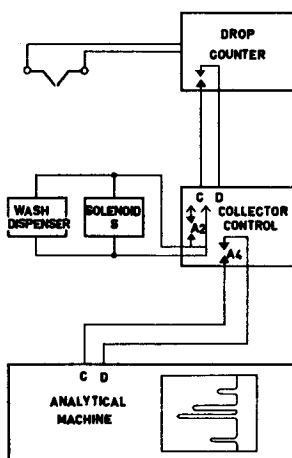 DROP
COUNTER
C D
COLLECTOR
CONTROL
A2
A4
WASH
DISPENSER
SOLENOID
S
C D
ANALYTICAL
MACHINE